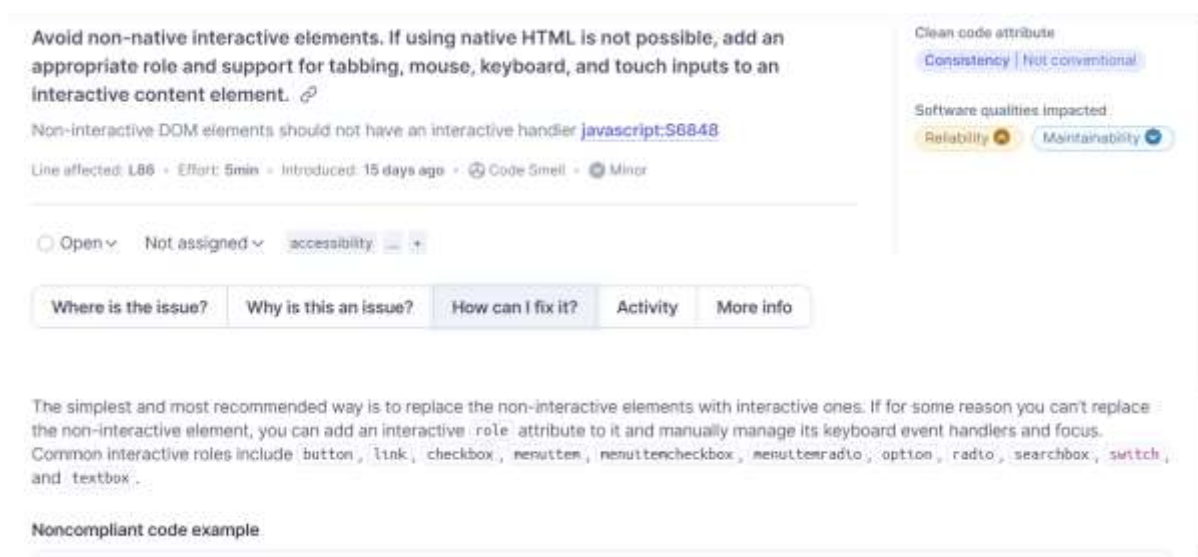 Avoid non-native interactive elements. If using native HTML is not possible, add an
appropriate role and support for tabbing, mouse, keyboard, and touch inputs to an
interactive content element.
Non-interactive DOM elements should not have an interactive handler javascript:S6848
Line affected: L86 • Effort: 5min • Introduced: 15 days ago • Code Smell • Minor
Clean code attribute
Consistency | Not conventional
Software qualities impacted
Reliability
Maintainability
Open Not assigned accessibility ... +
Where is the issue? Why is this an issue? How can I fix it? Activity More info
The simplest and most recommended way is to replace the non-interactive elements with interactive ones. If for some reason you can't replace
the non-interactive element, you can add an interactive role attribute to it and manually manage its keyboard event handlers and focus.
Common interactive roles include button, link, checkbox, menuitem, menuitemcheckbox, menuitemradio, option, radio, searchbox, switch,
and textbox.
Noncompliant code example